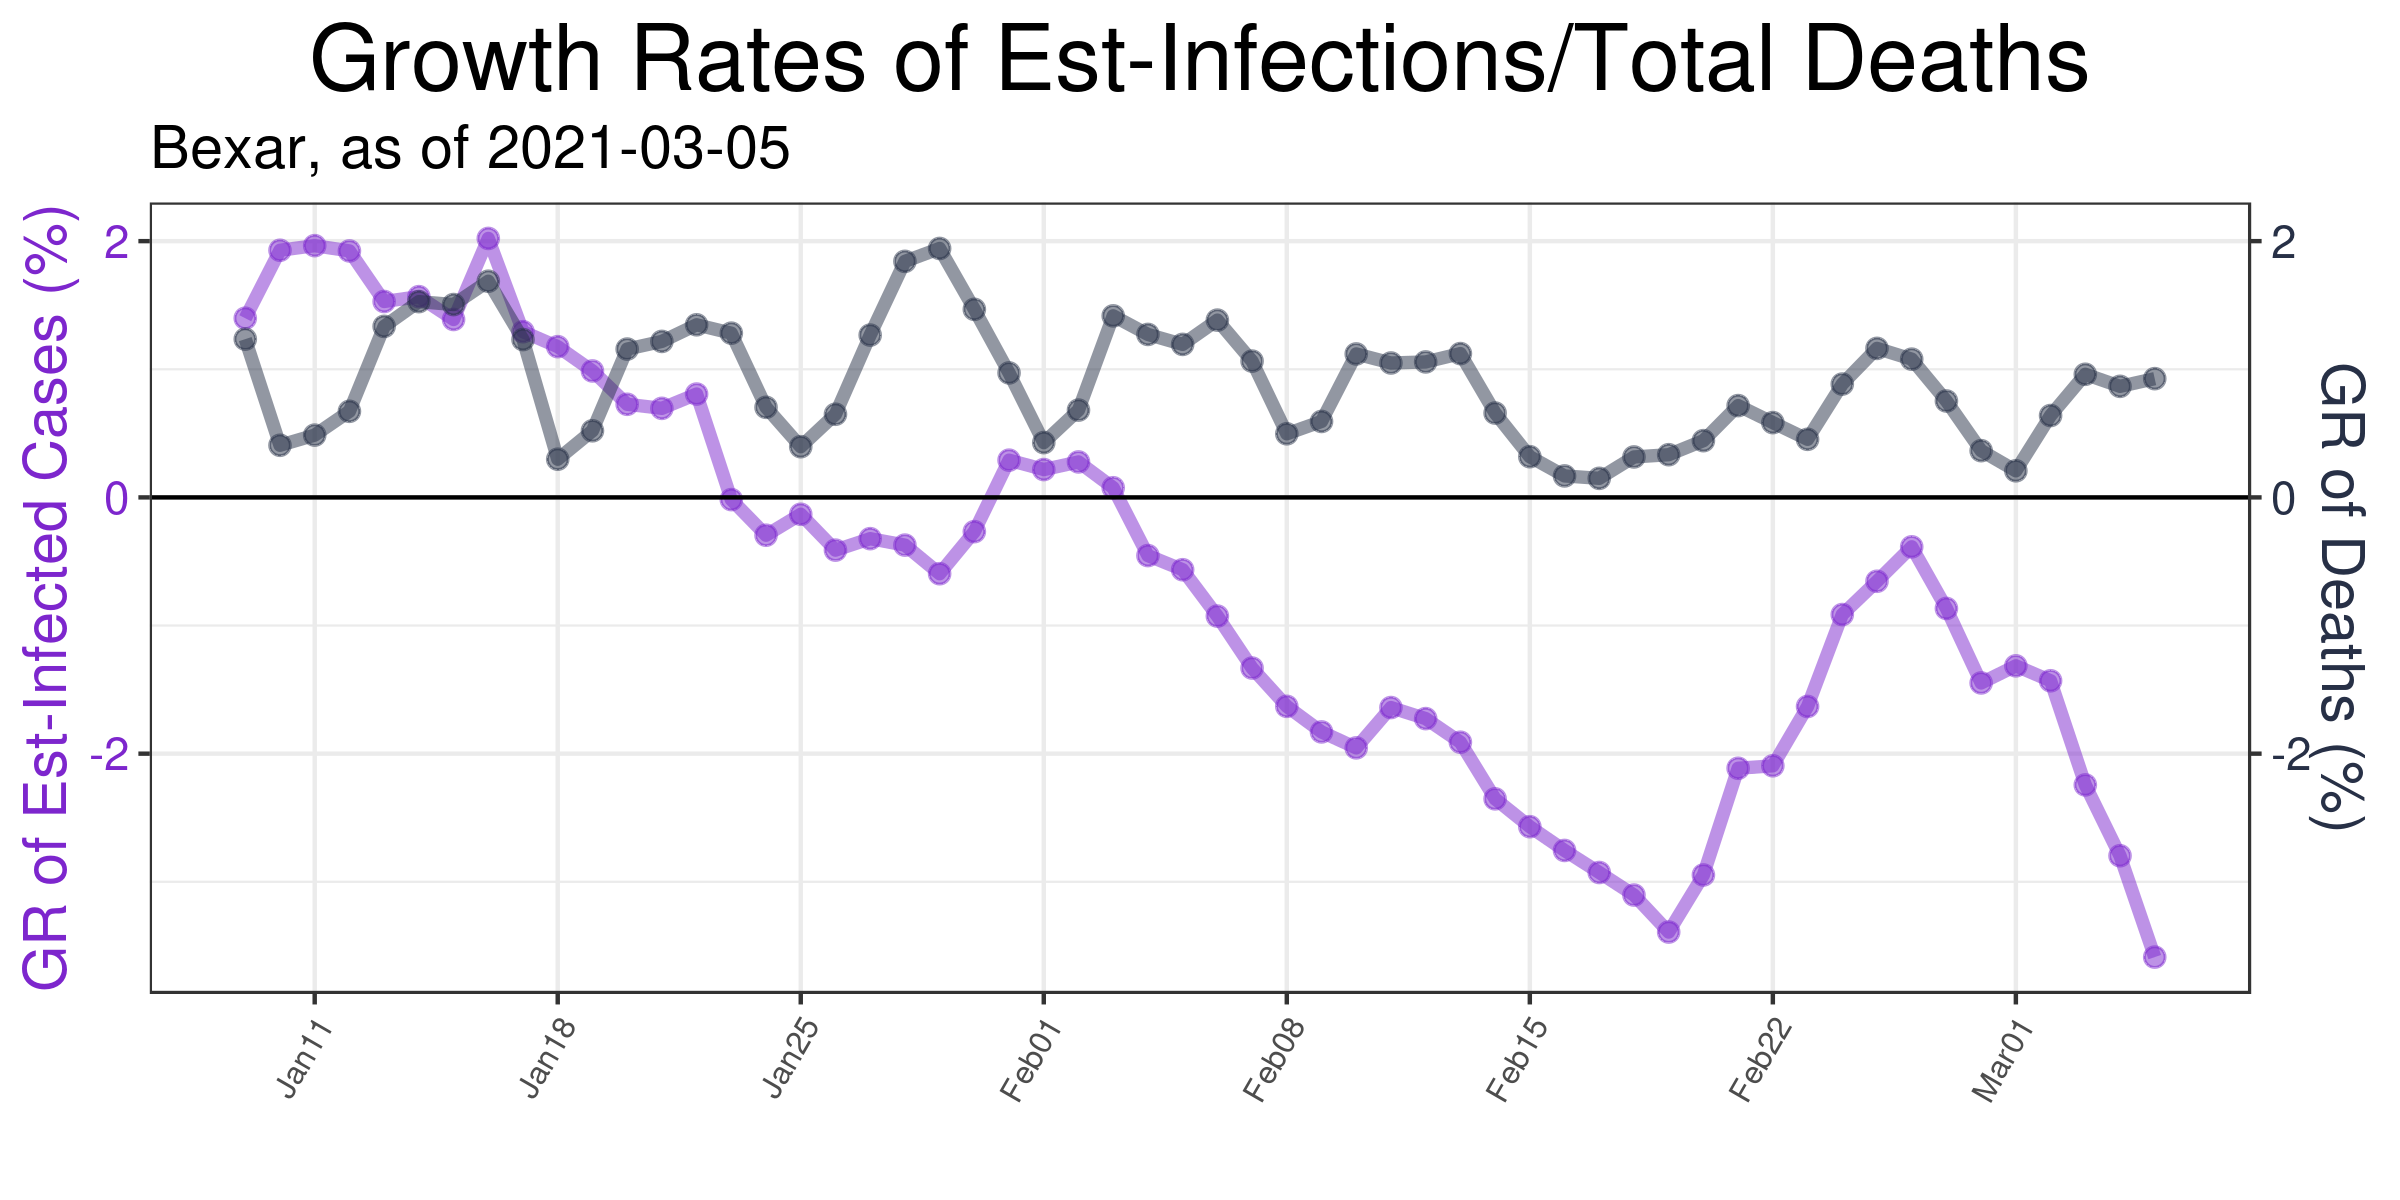 Growth Rates of Est-Infections/Total Deaths
Bexar, as of 2021-03-05
GR of Est-Infected Cases (%)
2
0
-2
2
0
-2
GR of Deaths (%)
Jan11
Jan18
Jan25
Feb01
Feb08
Feb15
Feb22
Mar01